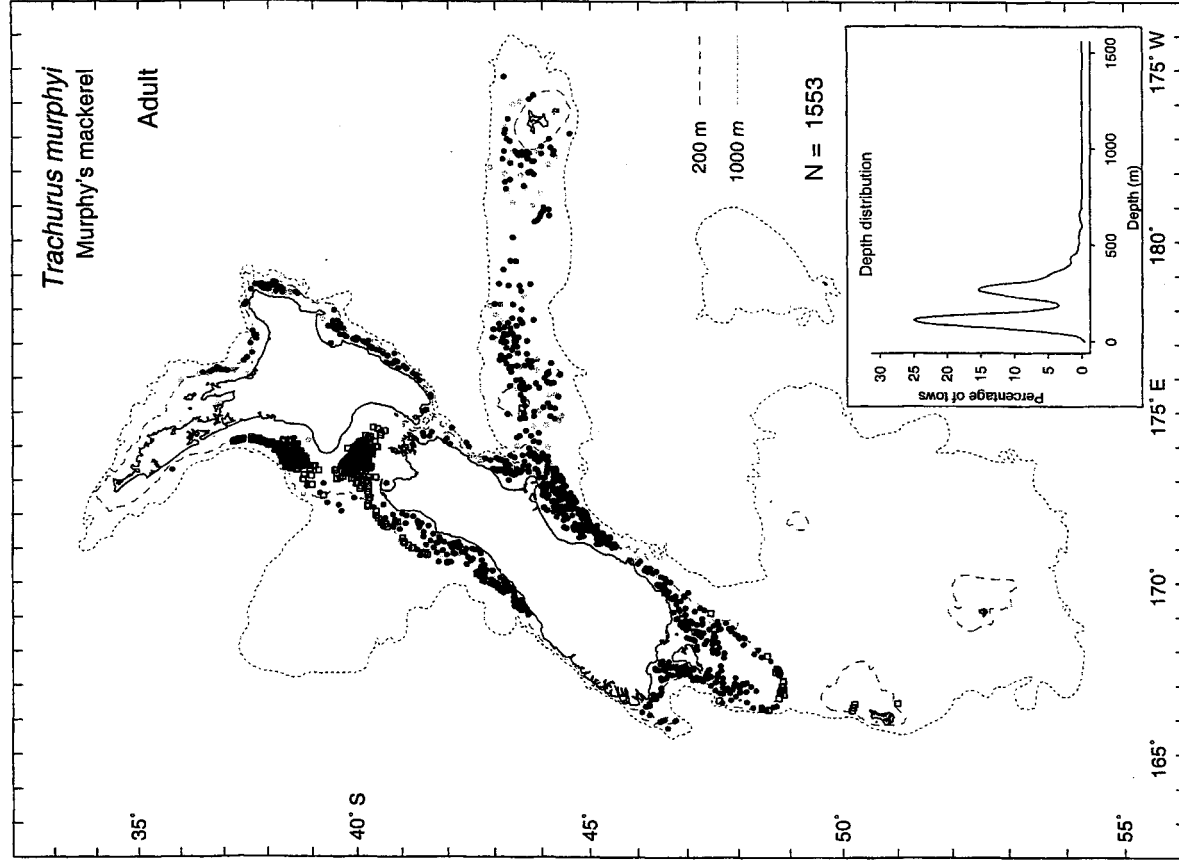 Trachurus murphyi
Murphy's mackerel
Adult
35°
40° S
45°
50°
55°
165°
170°
175° E
180°
175° W
200 m
1000 m
N = 1553
Depth distribution
Percentage of tows
30
25
20
15
10
5
0
0
500
1000
1500
Depth (m)